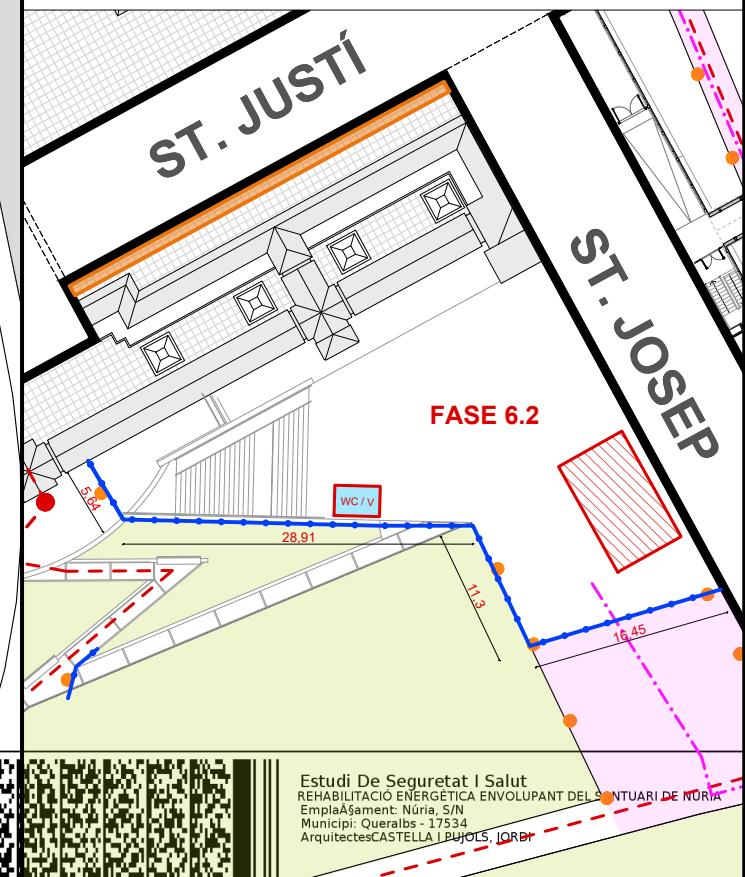 ST. JUSTÍ
ST. JOSEP
FASE 6.2
WC / V
5,64
28,91
11,3
16,45
Estudi De Seguretat I Salut
REHABILITACIÓ ENERGÈTICA ENVOLUPANT DEL SANTUARI DE NÚRIA
EmplaÃ§ament: Núria, S/N
Municipi: Queralbs - 17534
ArquitectesCASTELLA I PUJOLS, JORDI